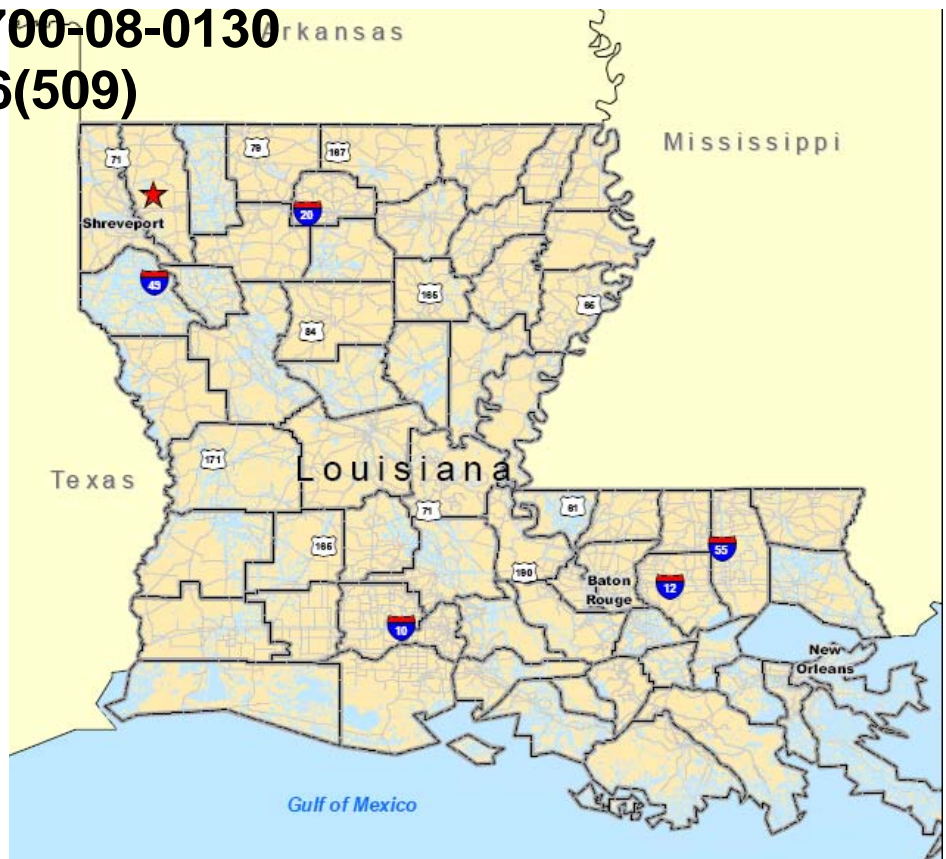 700-08-0130
6(509)
Arkansas
Mississippi
71
79
167
20
Shreveport
49
165
65
84
Texas
171
Louisiana
71
61
165
190
55
Baton
Rouge
12
10
New
Orleans
Gulf of Mexico